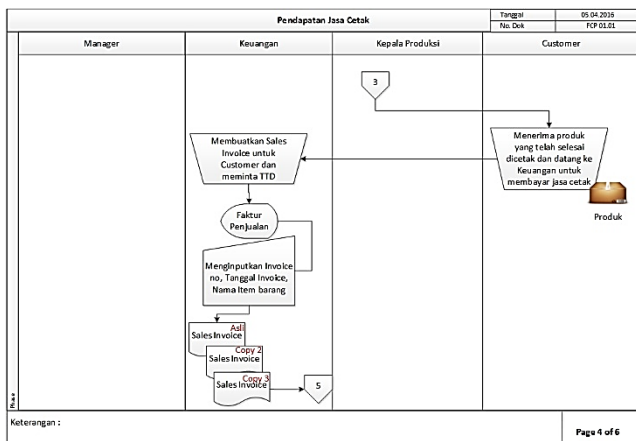 Pendapatan Jasa Cetak
Tanggal
05.04.2016
No. Dok
FCP 01.01
Manager
Keuangan
Kepala Produksi
Customer
3
Membuatkan Sales
Invoice untuk
Customer dan
meminta TTD
Menerima produk
yang telah selesai
dicetak dan datang ke
Keuangan untuk
membayar jasa cetak
Produk
Faktur
Penjualan
Menginputkan Invoice
no, Tanggal Invoice,
Nama Item barang
Asli
Sales Invoice
Copy 2
Sales Invoice
Copy 3
Sales Invoice
5
Phase
Keterangan :
Page 4 of 6